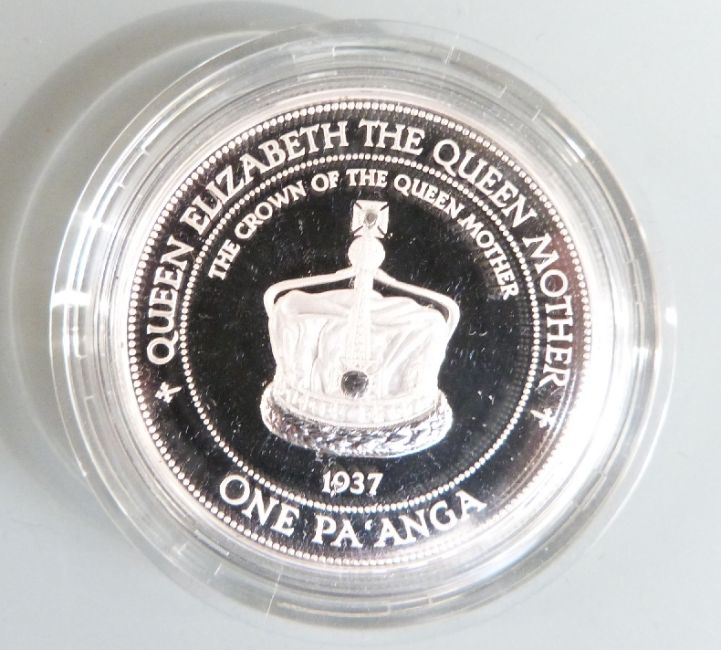 QUEEN ELIZABETH THE QUEEN MOTHER
THE CROWN OF THE QUEEN MOTHER
1937
ONE PA'ANGA